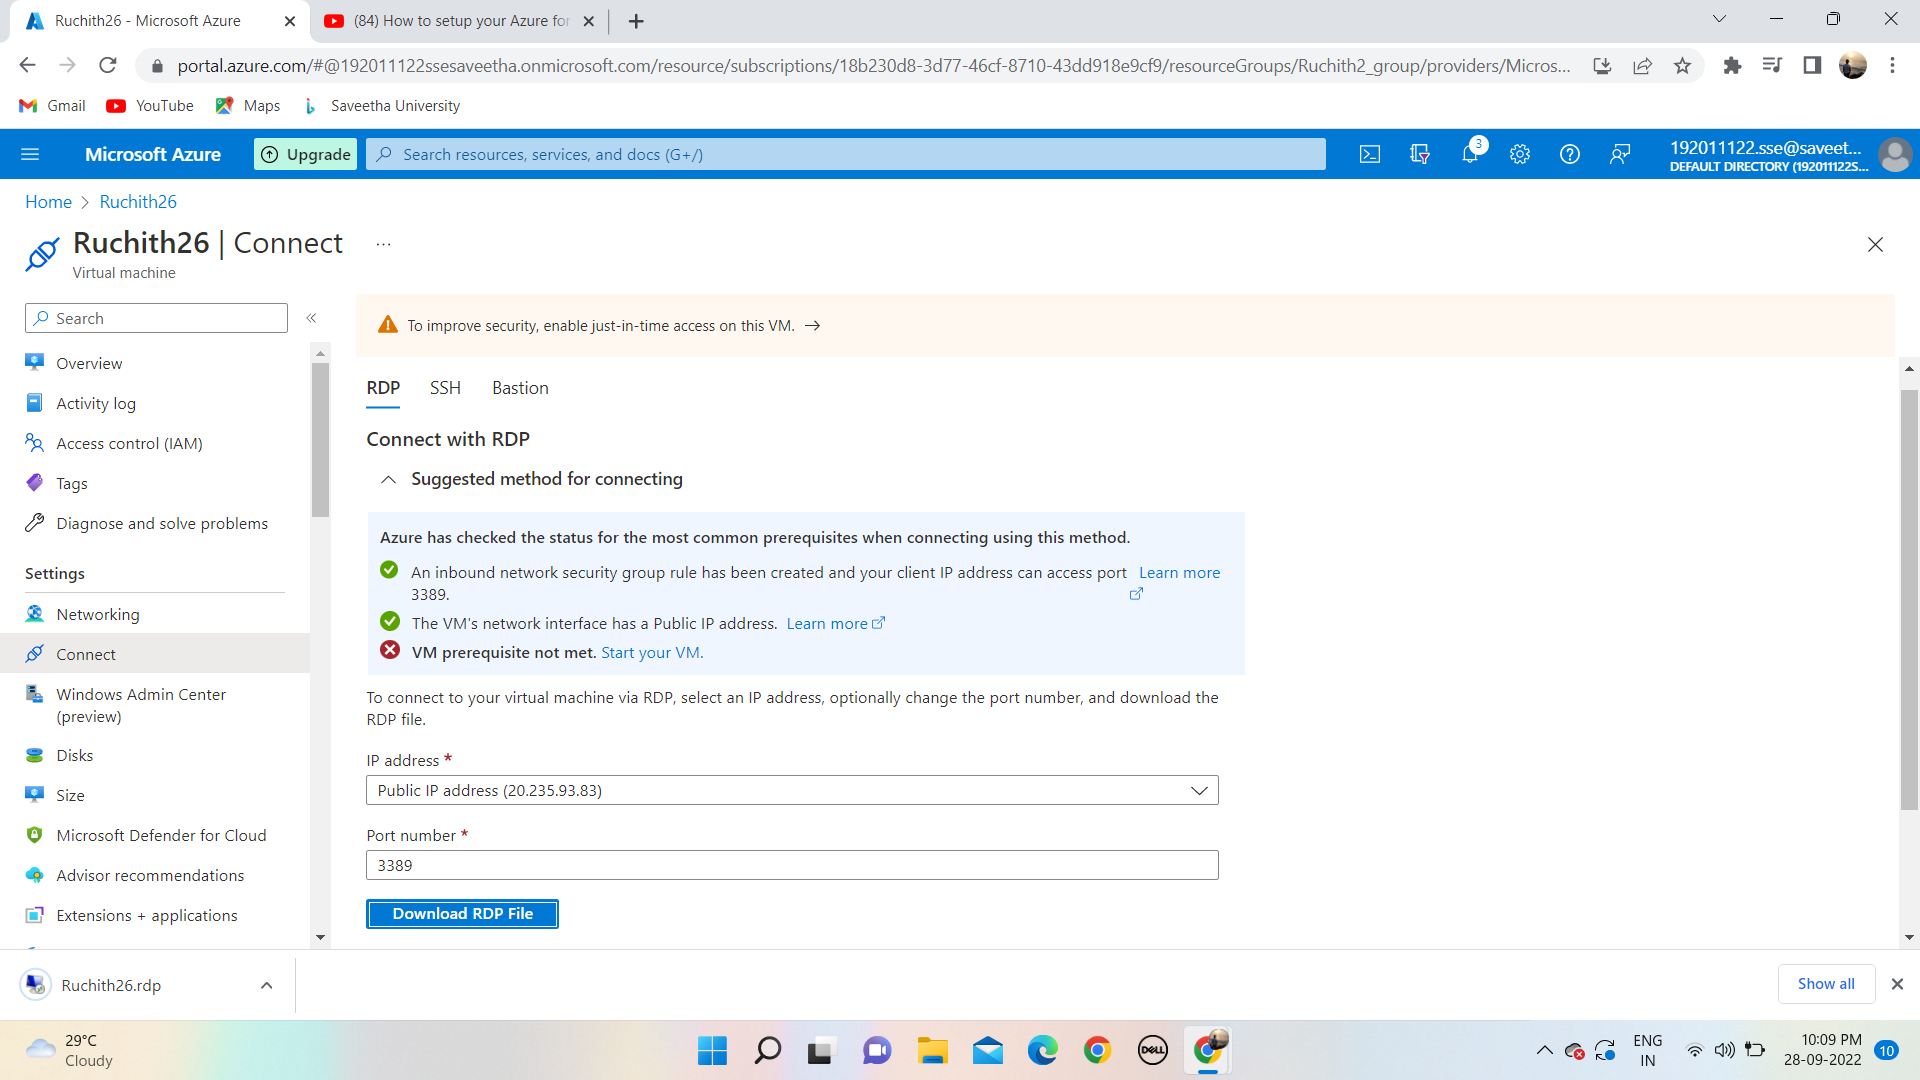 Ruchith26 - Microsoft Azure
(84) How to setup your Azure for
portal.azure.com/#@192011122ssesaveetha.onmicrosoft.com/resource/subscriptions/18b230d8-3d77-46cf-8710-43dd918e9cf9/resourceGroups/Ruchith2_group/providers/Micros...
Gmail
YouTube
Maps
Saveetha University
Microsoft Azure
Upgrade
Search resources, services, and docs (G+/)
3
192011122.sse@saveet...
DEFAULT DIRECTORY (192011122S...
Home > Ruchith26
Ruchith26 | Connect ...
Virtual machine
Search
«
Overview
Activity log
Access control (IAM)
Tags
Diagnose and solve problems
Settings
Networking
Connect
Windows Admin Center
(preview)
Disks
Size
Microsoft Defender for Cloud
Advisor recommendations
Extensions + applications
To improve security, enable just-in-time access on this VM. →
RDP
SSH
Bastion
Connect with RDP
Suggested method for connecting
Azure has checked the status for the most common prerequisites when connecting using this method.
An inbound network security group rule has been created and your client IP address can access port Learn more
3389.
The VM's network interface has a Public IP address. Learn more
VM prerequisite not met. Start your VM.
To connect to your virtual machine via RDP, select an IP address, optionally change the port number, and download the
RDP file.
IP address *
Public IP address (20.235.93.83)
Port number *
3389
Download RDP File
Ruchith26.rdp
Show all
29°C
Cloudy
DELL
ENG
IN
10:09 PM
28-09-2022
10